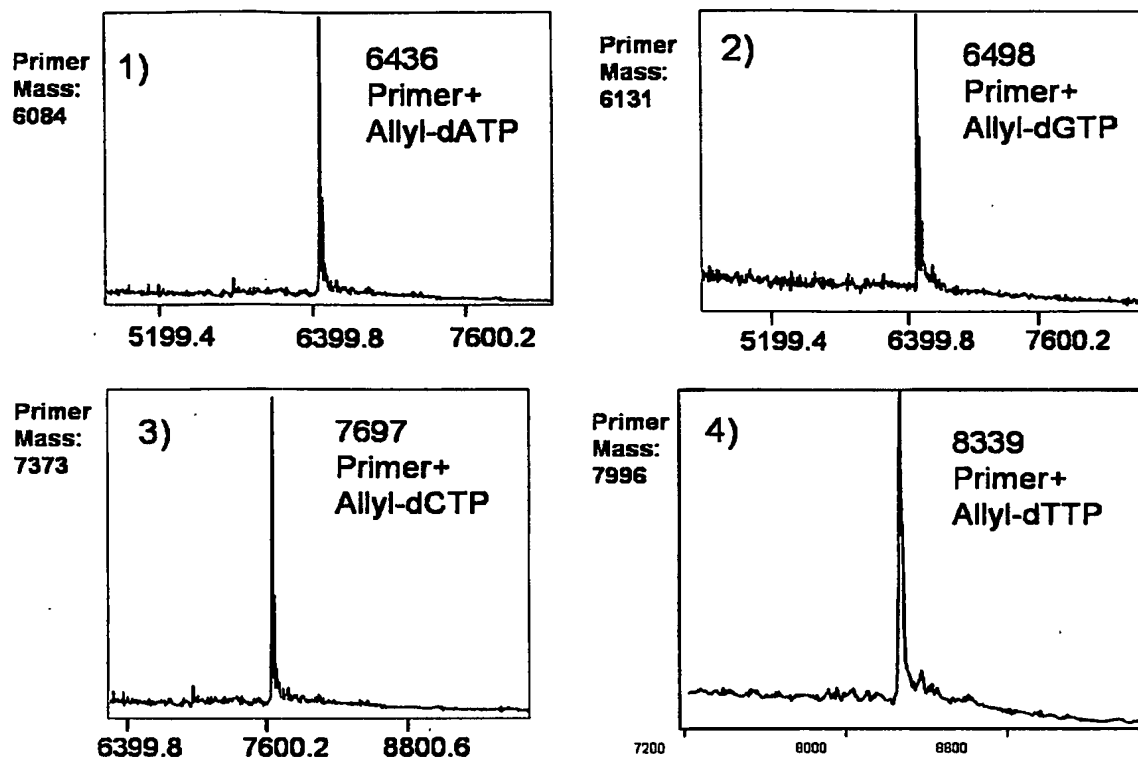 Primer
Mass:
6084
1)
6436
Primer+
Allyl-dATP
5199.4 6399.8 7600.2
Primer
Mass:
6131
2)
6498
Primer+
Allyl-dGTP
5199.4 6399.8 7600.2
Primer
Mass:
7373
3)
7697
Primer+
Allyl-dCTP
6399.8 7600.2 8800.6
Primer
Mass:
7996
4)
8339
Primer+
Allyl-dTTP
7200 8000 8800